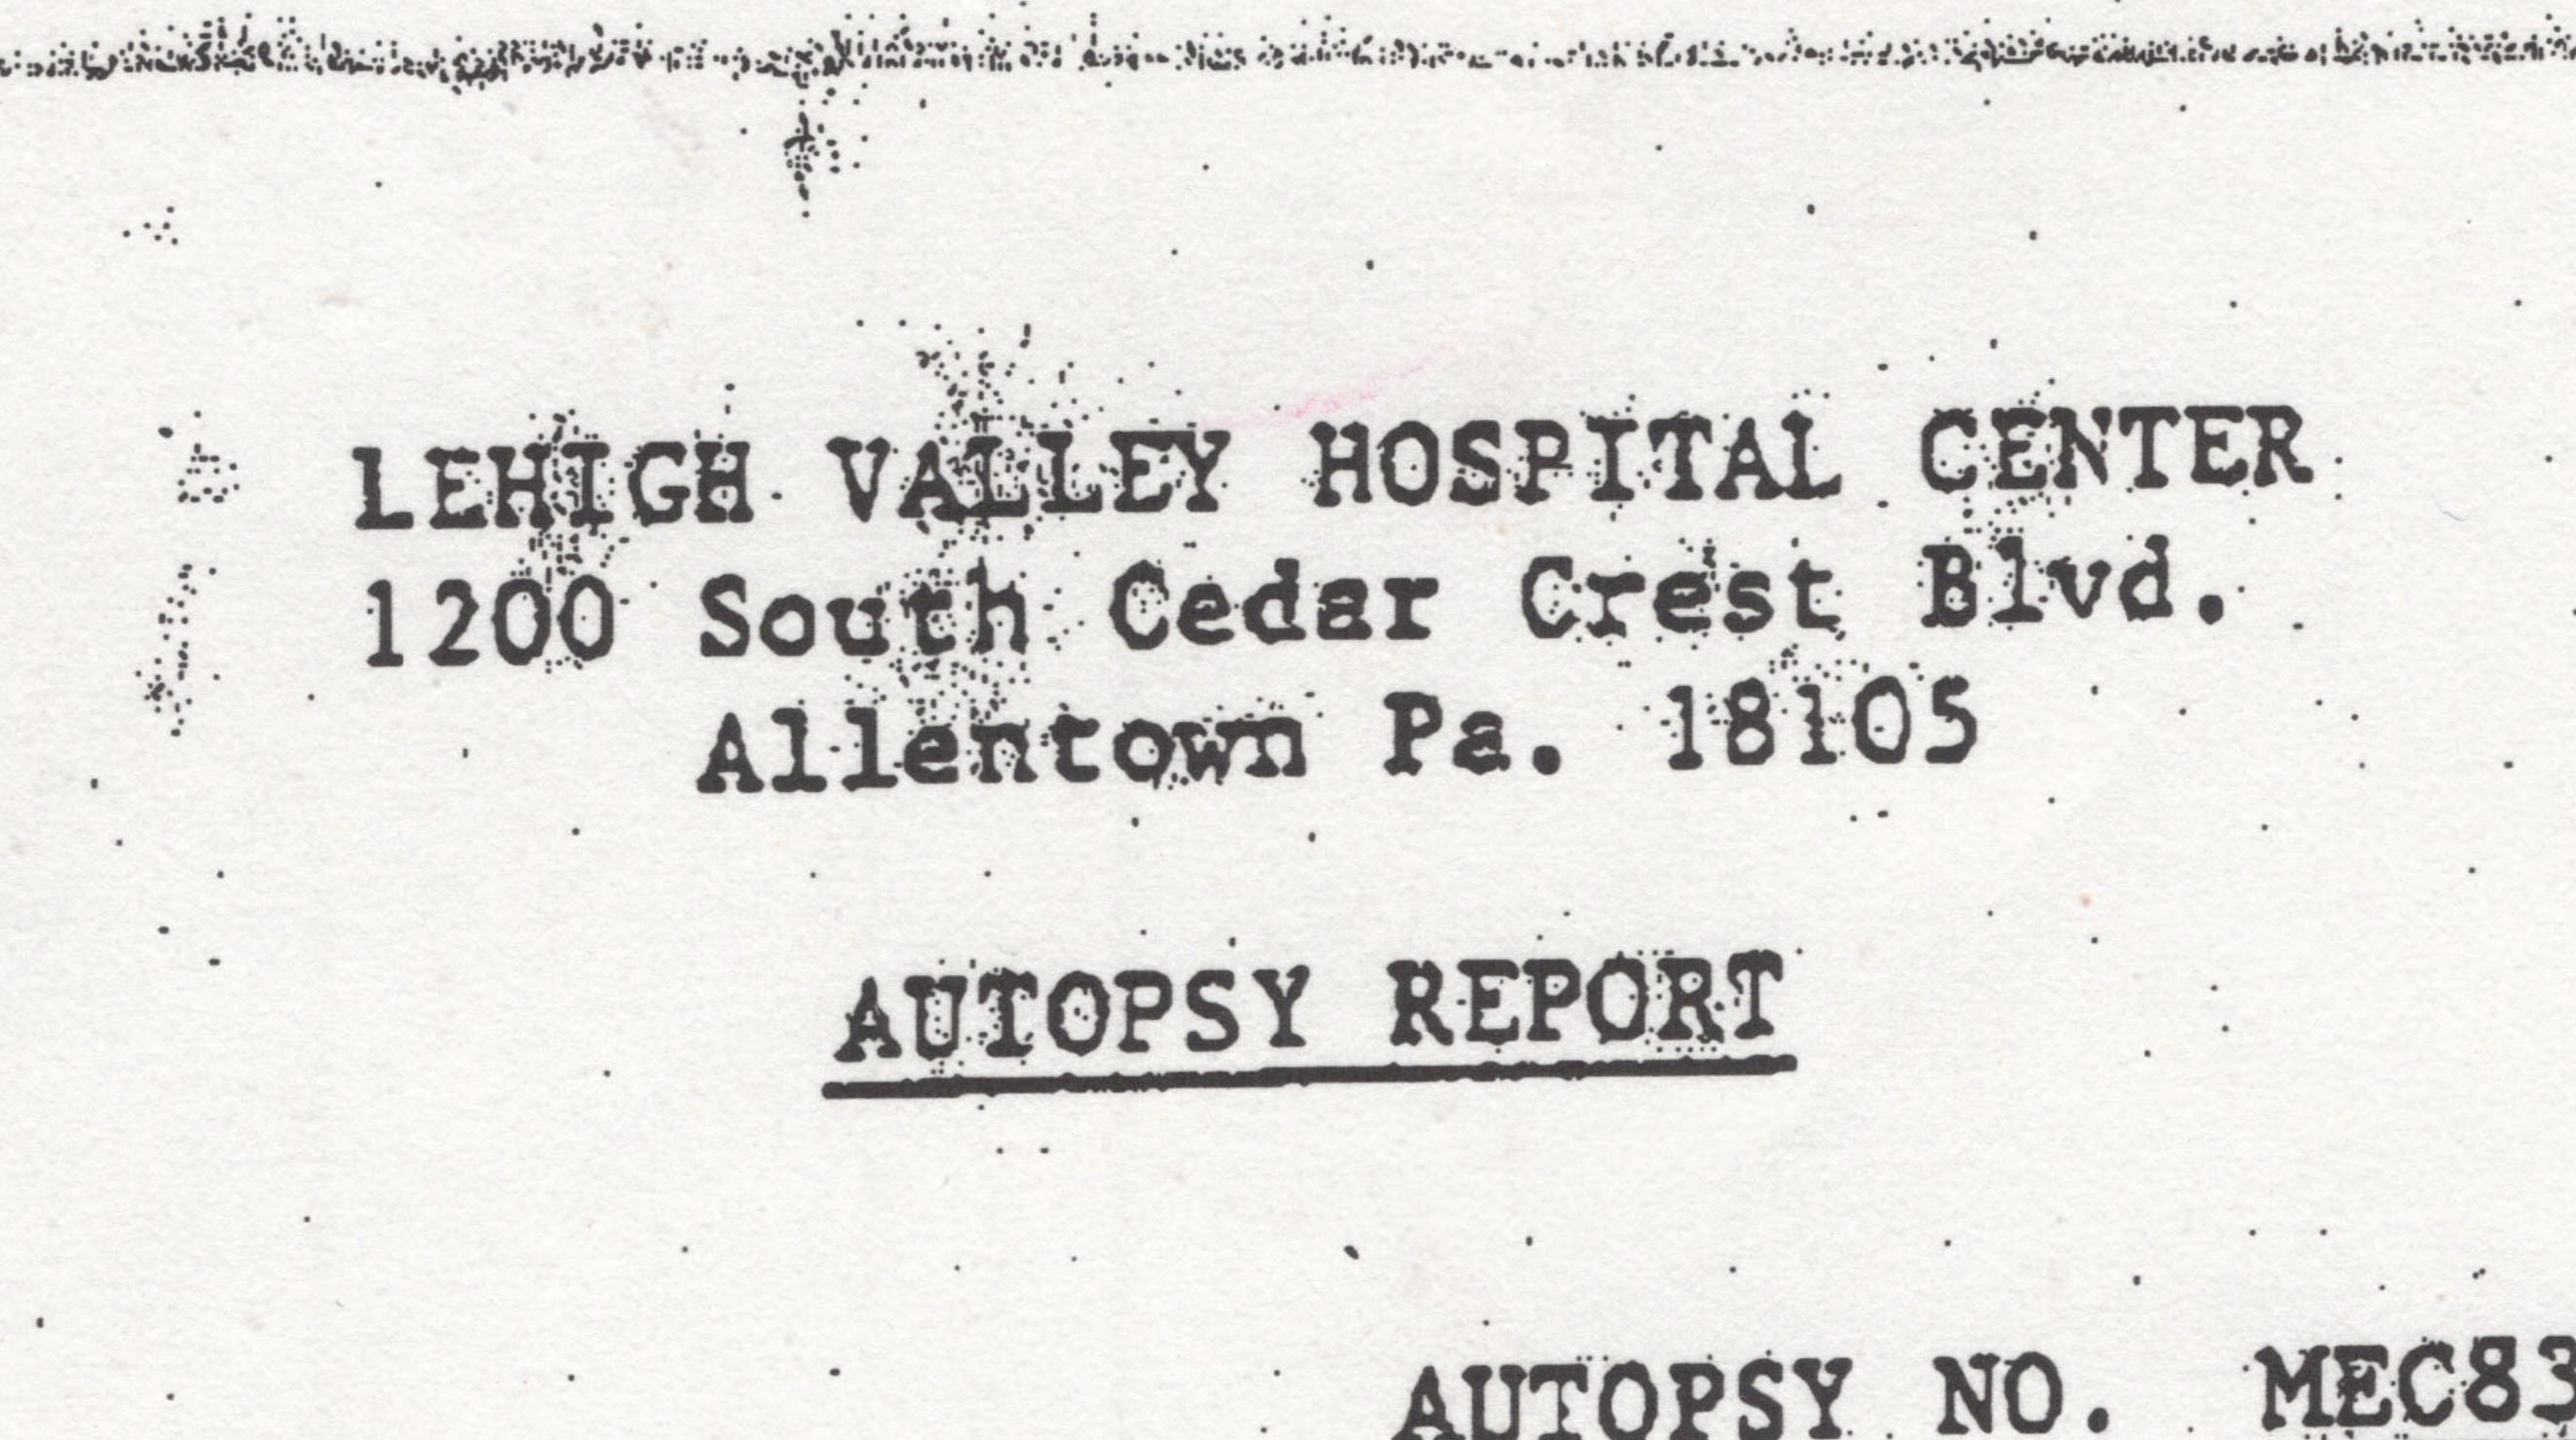 LEHIGH VALLEY HOSPITAL CENTER
1200 South Cedar Crest Blvd.
Allentown Pa. 18105
AUTOPSY REPORT
AUTOPSY NO. MEC83